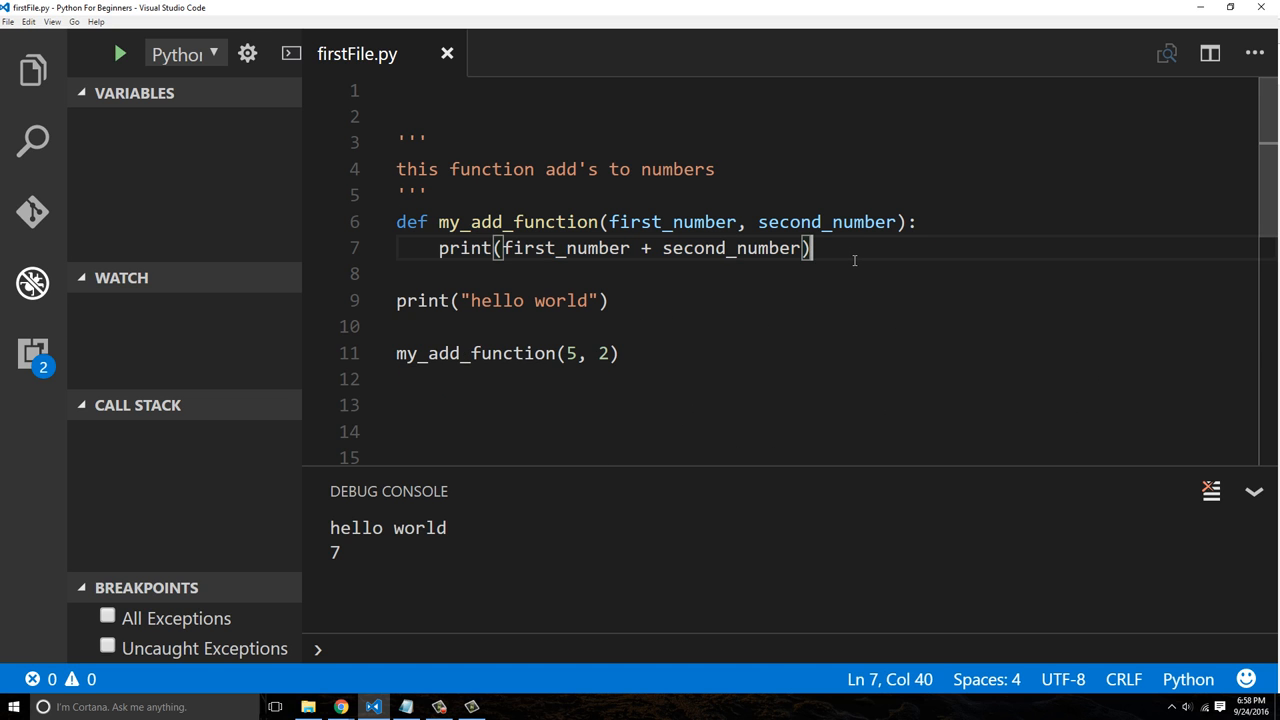 firstFile.py - Python For Beginners - Visual Studio Code
File Edit View Go Help
Python
firstFile.py
VARIABLES
WATCH
CALL STACK
BREAKPOINTS
All Exceptions
Uncaught Exceptions
2
1
2
3 '''
4 this function add's to numbers
5 '''
6 def my_add_function(first_number, second_number):
7 print(first_number + second_number)
8
9 print("hello world")
10
11 my_add_function(5, 2)
12
13
14
15
DEBUG CONSOLE
hello world
7
0 0
Ln 7, Col 40 Spaces: 4 UTF-8 CRLF Python
I'm Cortana. Ask me anything.
6:58 PM
9/24/2016